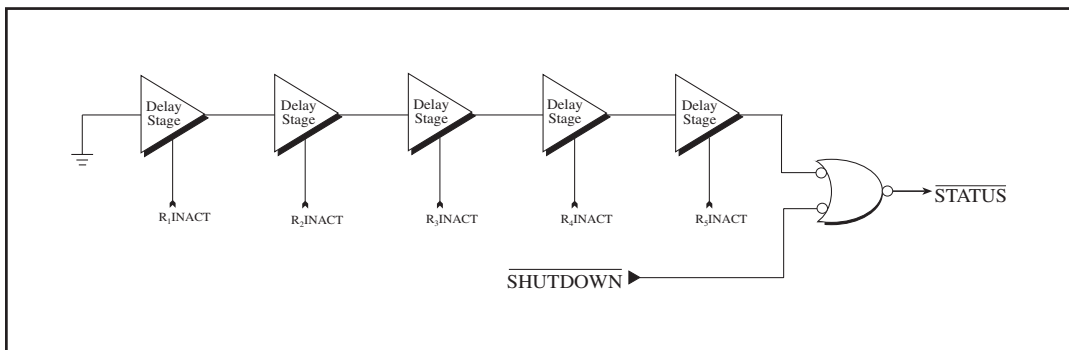 Delay
Stage
Delay
Stage
Delay
Stage
Delay
Stage
Delay
Stage
R₁INACT
R₂INACT
R₃INACT
R₄INACT
R₅INACT
STATUS
SHUTDOWN